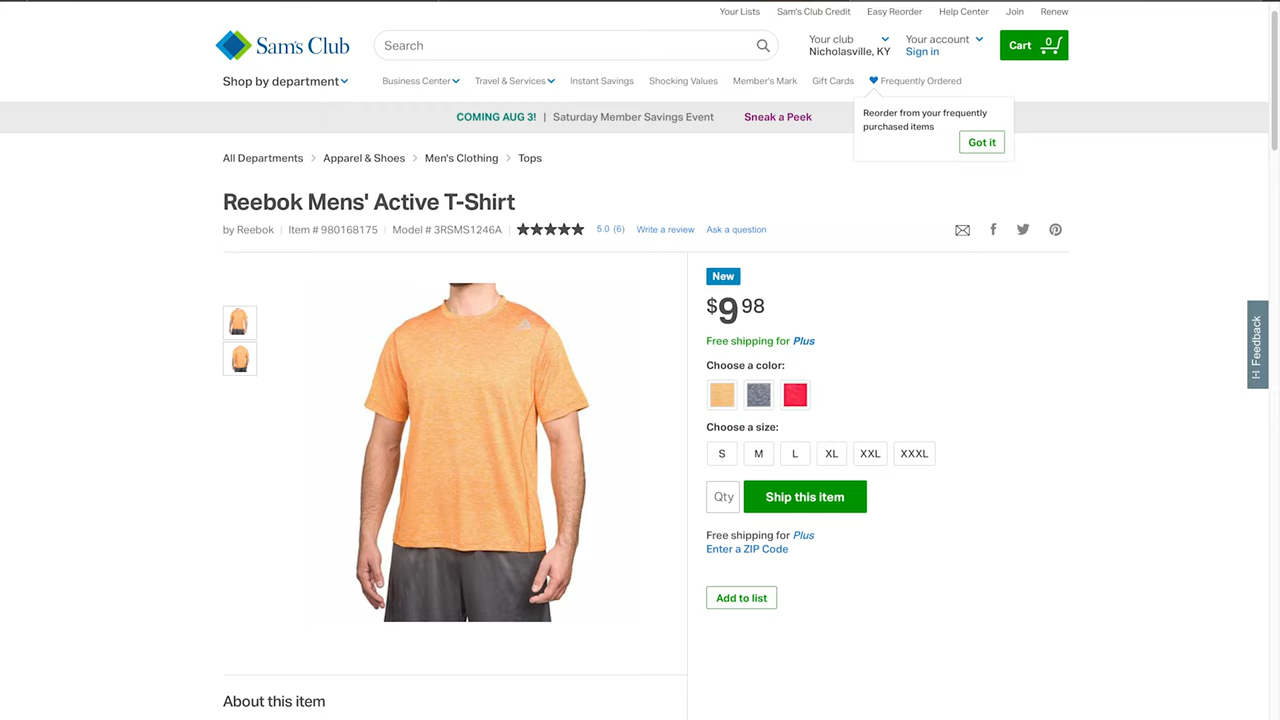 Your Lists Sam's Club Credit Easy Reorder Help Center Join Renew
Sam's Club
Search
Your club
Nicholasville, KY
Your account
Sign in
Cart 0
Shop by department
Business Center Travel & Services Instant Savings Shocking Values Member's Mark Gift Cards Frequently Ordered
Reorder from your frequently
purchased items
Got it
COMING AUG 3! | Saturday Member Savings Event Sneak a Peek
All Departments > Apparel & Shoes > Men's Clothing > Tops
Reebok Mens' Active T-Shirt
by Reebok | Item # 980168175 | Model # 3RSMS1246A | 5.0 (6) Write a review Ask a question
New
$9 98
Free shipping for Plus
Choose a color:
Choose a size:
S M L XL XXL XXXL
Qty Ship this item
Free shipping for Plus
Enter a ZIP Code
Add to list
About this item
[-] Feedback